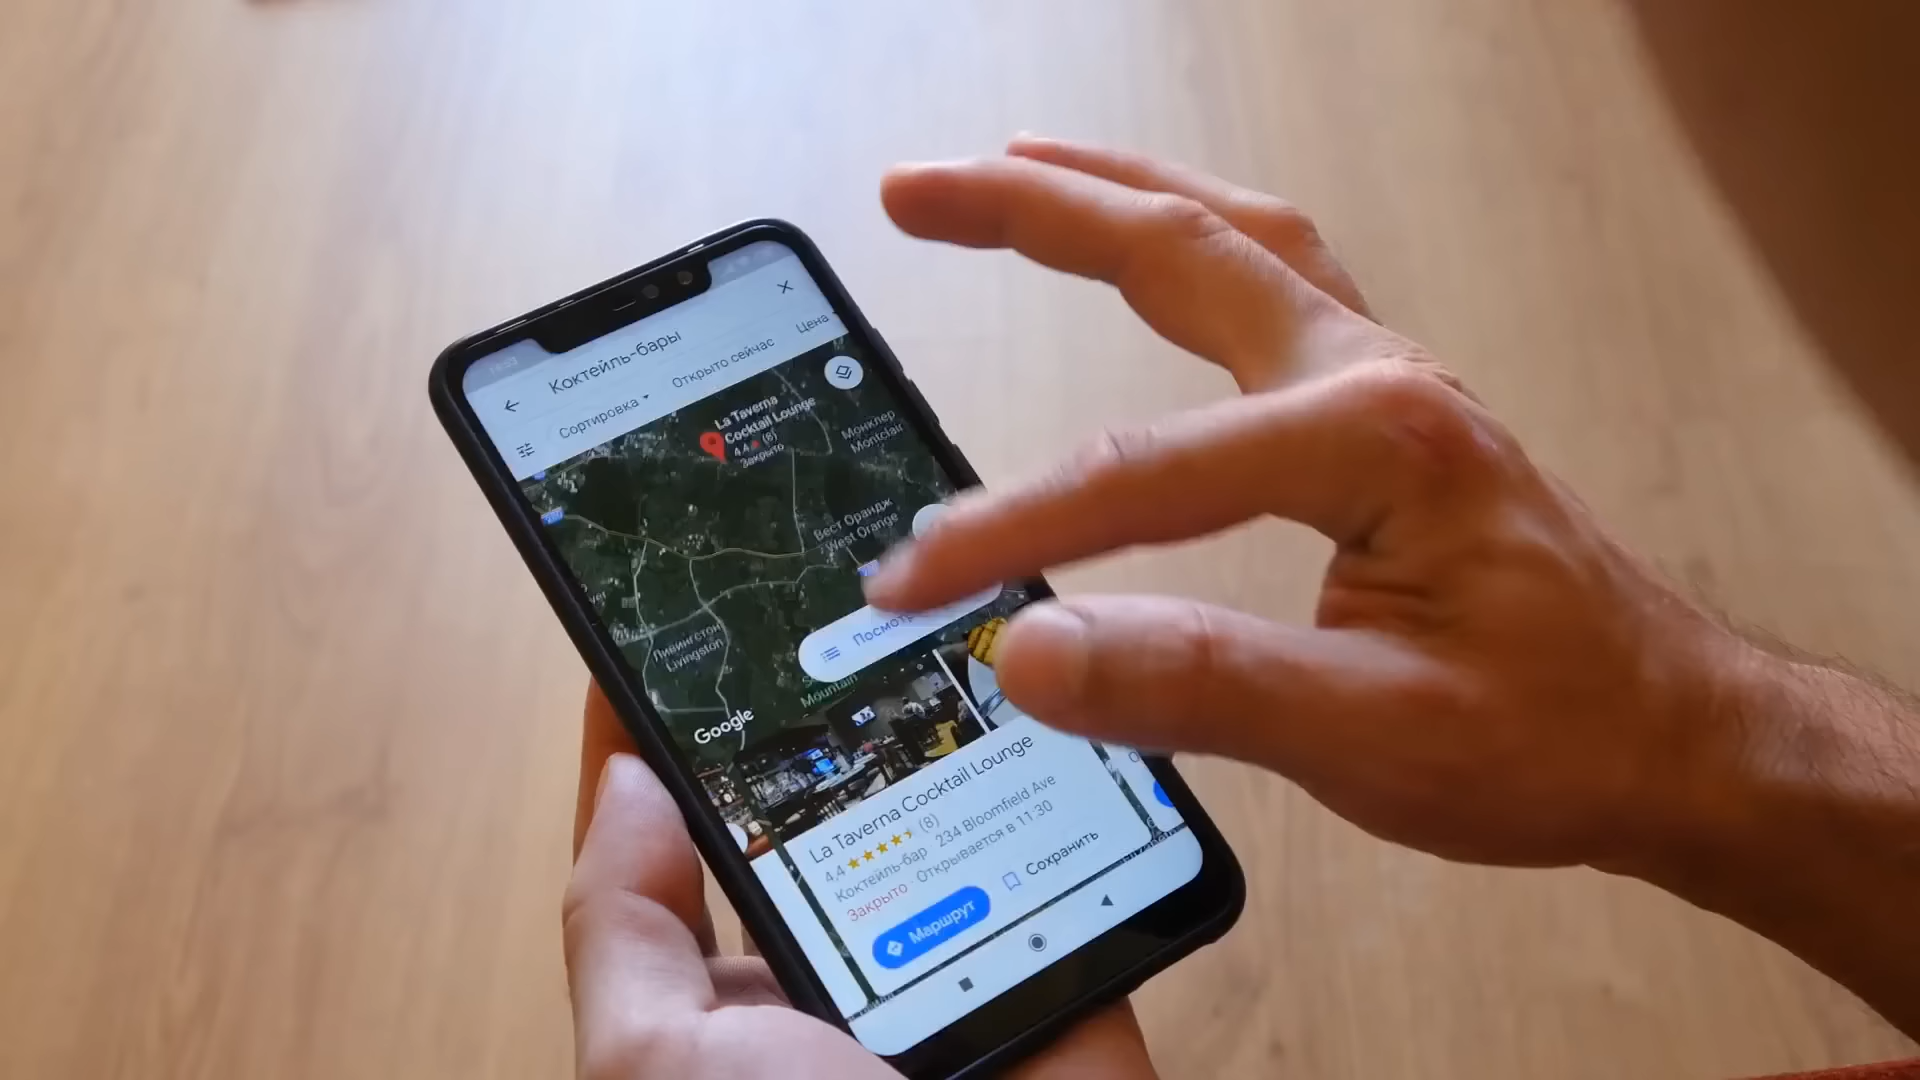 Коктейль-бары
Сортировка
Открыто сейчас
Цена
La Taverna
Cocktail Lounge
4,4 (8)
Закрыто
Монклер
Montclair
Вест Орандж
West Orange
Ливингстон
Livingston
Mountain
Google
La Taverna Cocktail Lounge
4,4 (8)
Коктейль-бар · 234 Bloomfield Ave
Закрыто · Открывается в 11:30
Маршрут
Сохранить